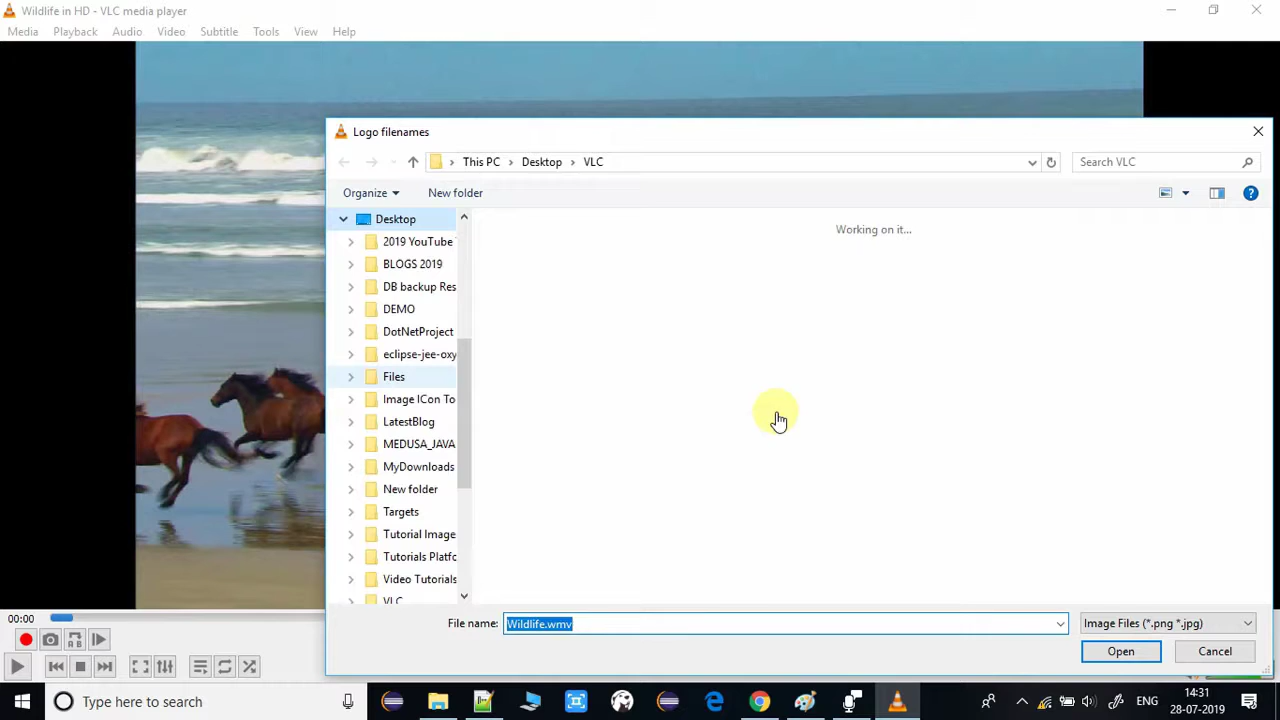 Wildlife in HD - VLC media player
Media Playback Audio Video Subtitle Tools View Help
Logo filenames
This PC > Desktop > VLC
Search VLC
Organize
New folder
Desktop
Working on it...
2019 YouTube
BLOGS 2019
DB backup Res
DEMO
DotNetProject
eclipse-jee-oxy
Files
Image ICon To
LatestBlog
MEDUSA_JAVA
MyDownloads
New folder
Targets
Tutorial Image
Tutorials Platfo
Video Tutorials
VLC
File name: Wildlife.wmv
Image Files (*.png *.jpg)
Open
Cancel
00:00
Type here to search
ENG
14:31
28-07-2019